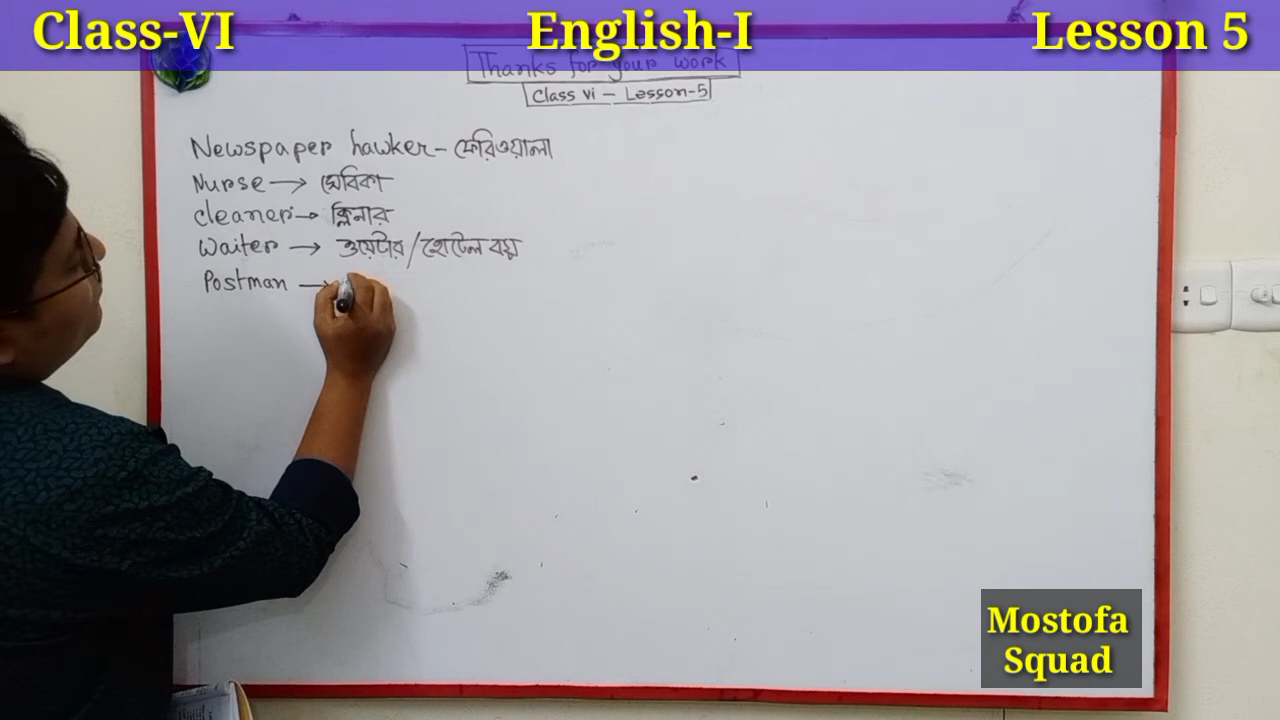 Class-VI English-I Lesson 5
Thanks for your work
Class vi – Lesson-5
Newspaper hawker – ফেরিওয়ালা
Nurse → সেবিকা
cleaner → ক্লিনার
Waiter → ওয়েটার / হোটেল বয়
Postman →
Mostofa
Squad